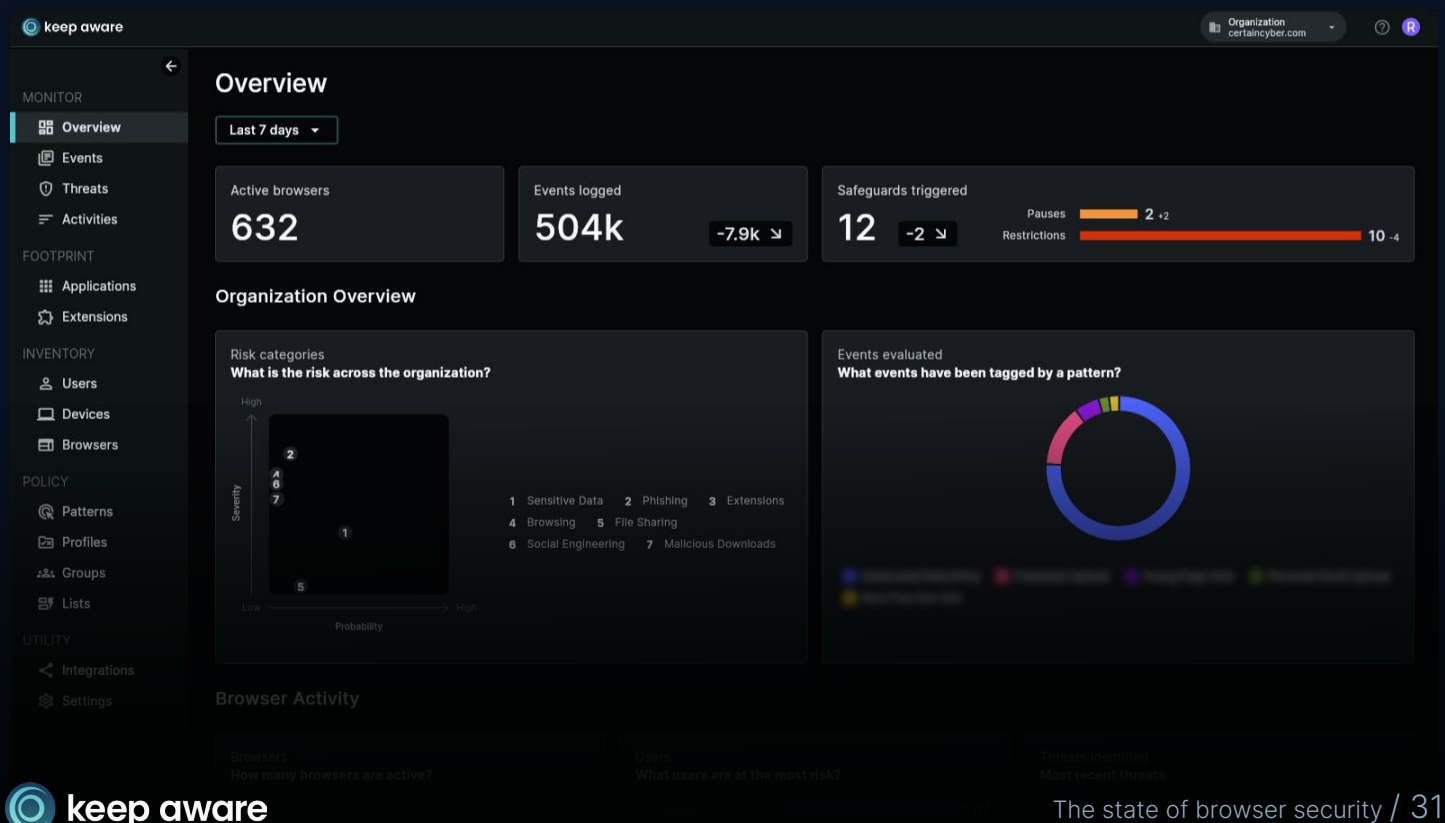 keep aware
Organization
certaincyber.com
R
MONITOR
Overview
Events
Threats
Activities
FOOTPRINT
Applications
Extensions
INVENTORY
Users
Devices
Browsers
POLICY
Patterns
Profiles
Groups
Lists
UTILITY
Integrations
Settings
Overview
Last 7 days
Active browsers
632
Events logged
504k
-7.9k
Safeguards triggered
12
-2
Pauses 2 +2
Restrictions 10 -4
Organization Overview
Risk categories
What is the risk across the organization?
High
Severity
2
4
6
7
1
5
Low
High
Probability
1 Sensitive Data 2 Phishing 3 Extensions
4 Browsing 5 File Sharing
6 Social Engineering 7 Malicious Downloads
Events evaluated
What events have been tagged by a pattern?
Browser Activity
Browsers
How many browsers are active?
Users
What users are at the most risk?
Threats identified
Most recent threats
keep aware
The state of browser security / 31